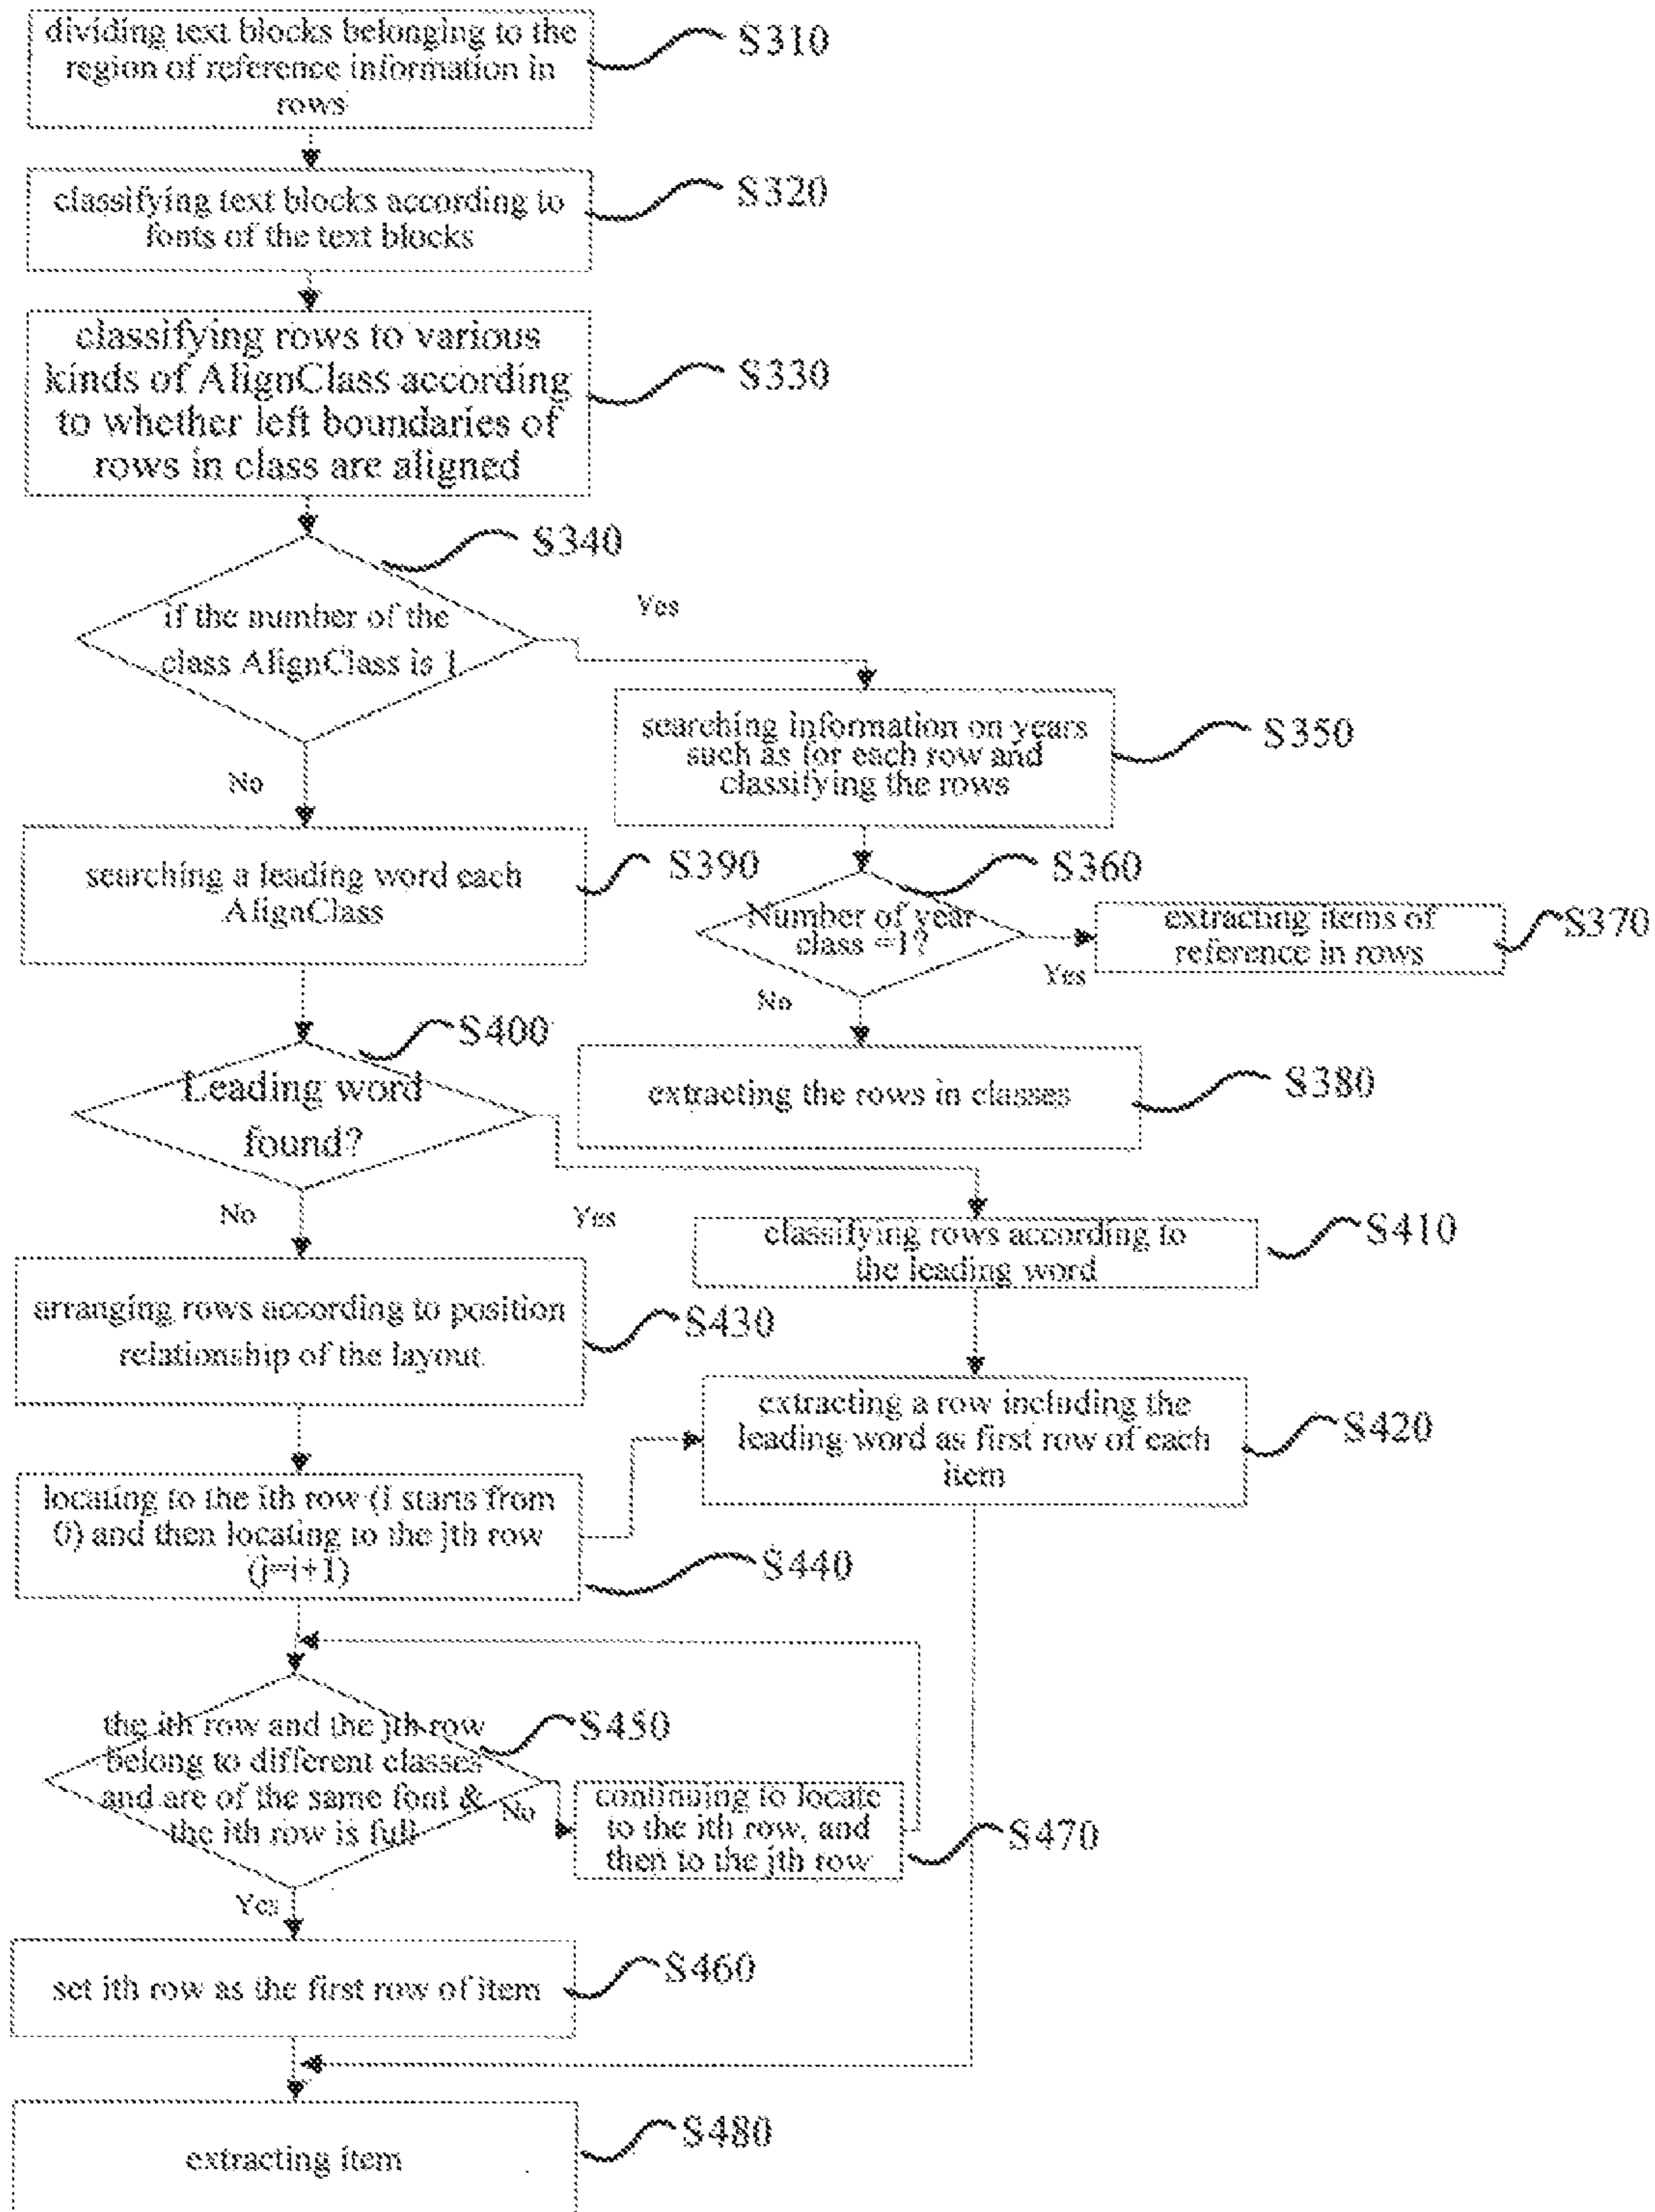 dividing text blocks belonging to the
region of reference information in
rows
S310
classifying text blocks according to
fonts of the text blocks
S320
classifying rows to various
kinds of AlignClass according
to whether left boundaries of
rows in class are aligned
S330
S340
if the number of the
class AlignClass is 1
Yes
No
searching information on years
such as for each row and
classifying the rows
S350
searching a leading word each
AlignClass
S390
S360
Number of year
class =1?
Yes
No
extracting items of
reference in rows
S370
S400
Leading word
found?
No
Yes
extracting the rows in classes
S380
classifying rows according to
the leading word
S410
arranging rows according to position
relationship of the layout
S430
extracting a row including the
leading word as first row of each
item
S420
locating to the ith row (i starts from
0) and then locating to the jth row
(j=i+1)
S440
the ith row and the jth row
belong to different classes
and are of the same font &
the ith row is full
S450
No
Yes
continuing to locate
to the ith row, and
then to the jth row
S470
set ith row as the first row of item
S460
extracting item
S480